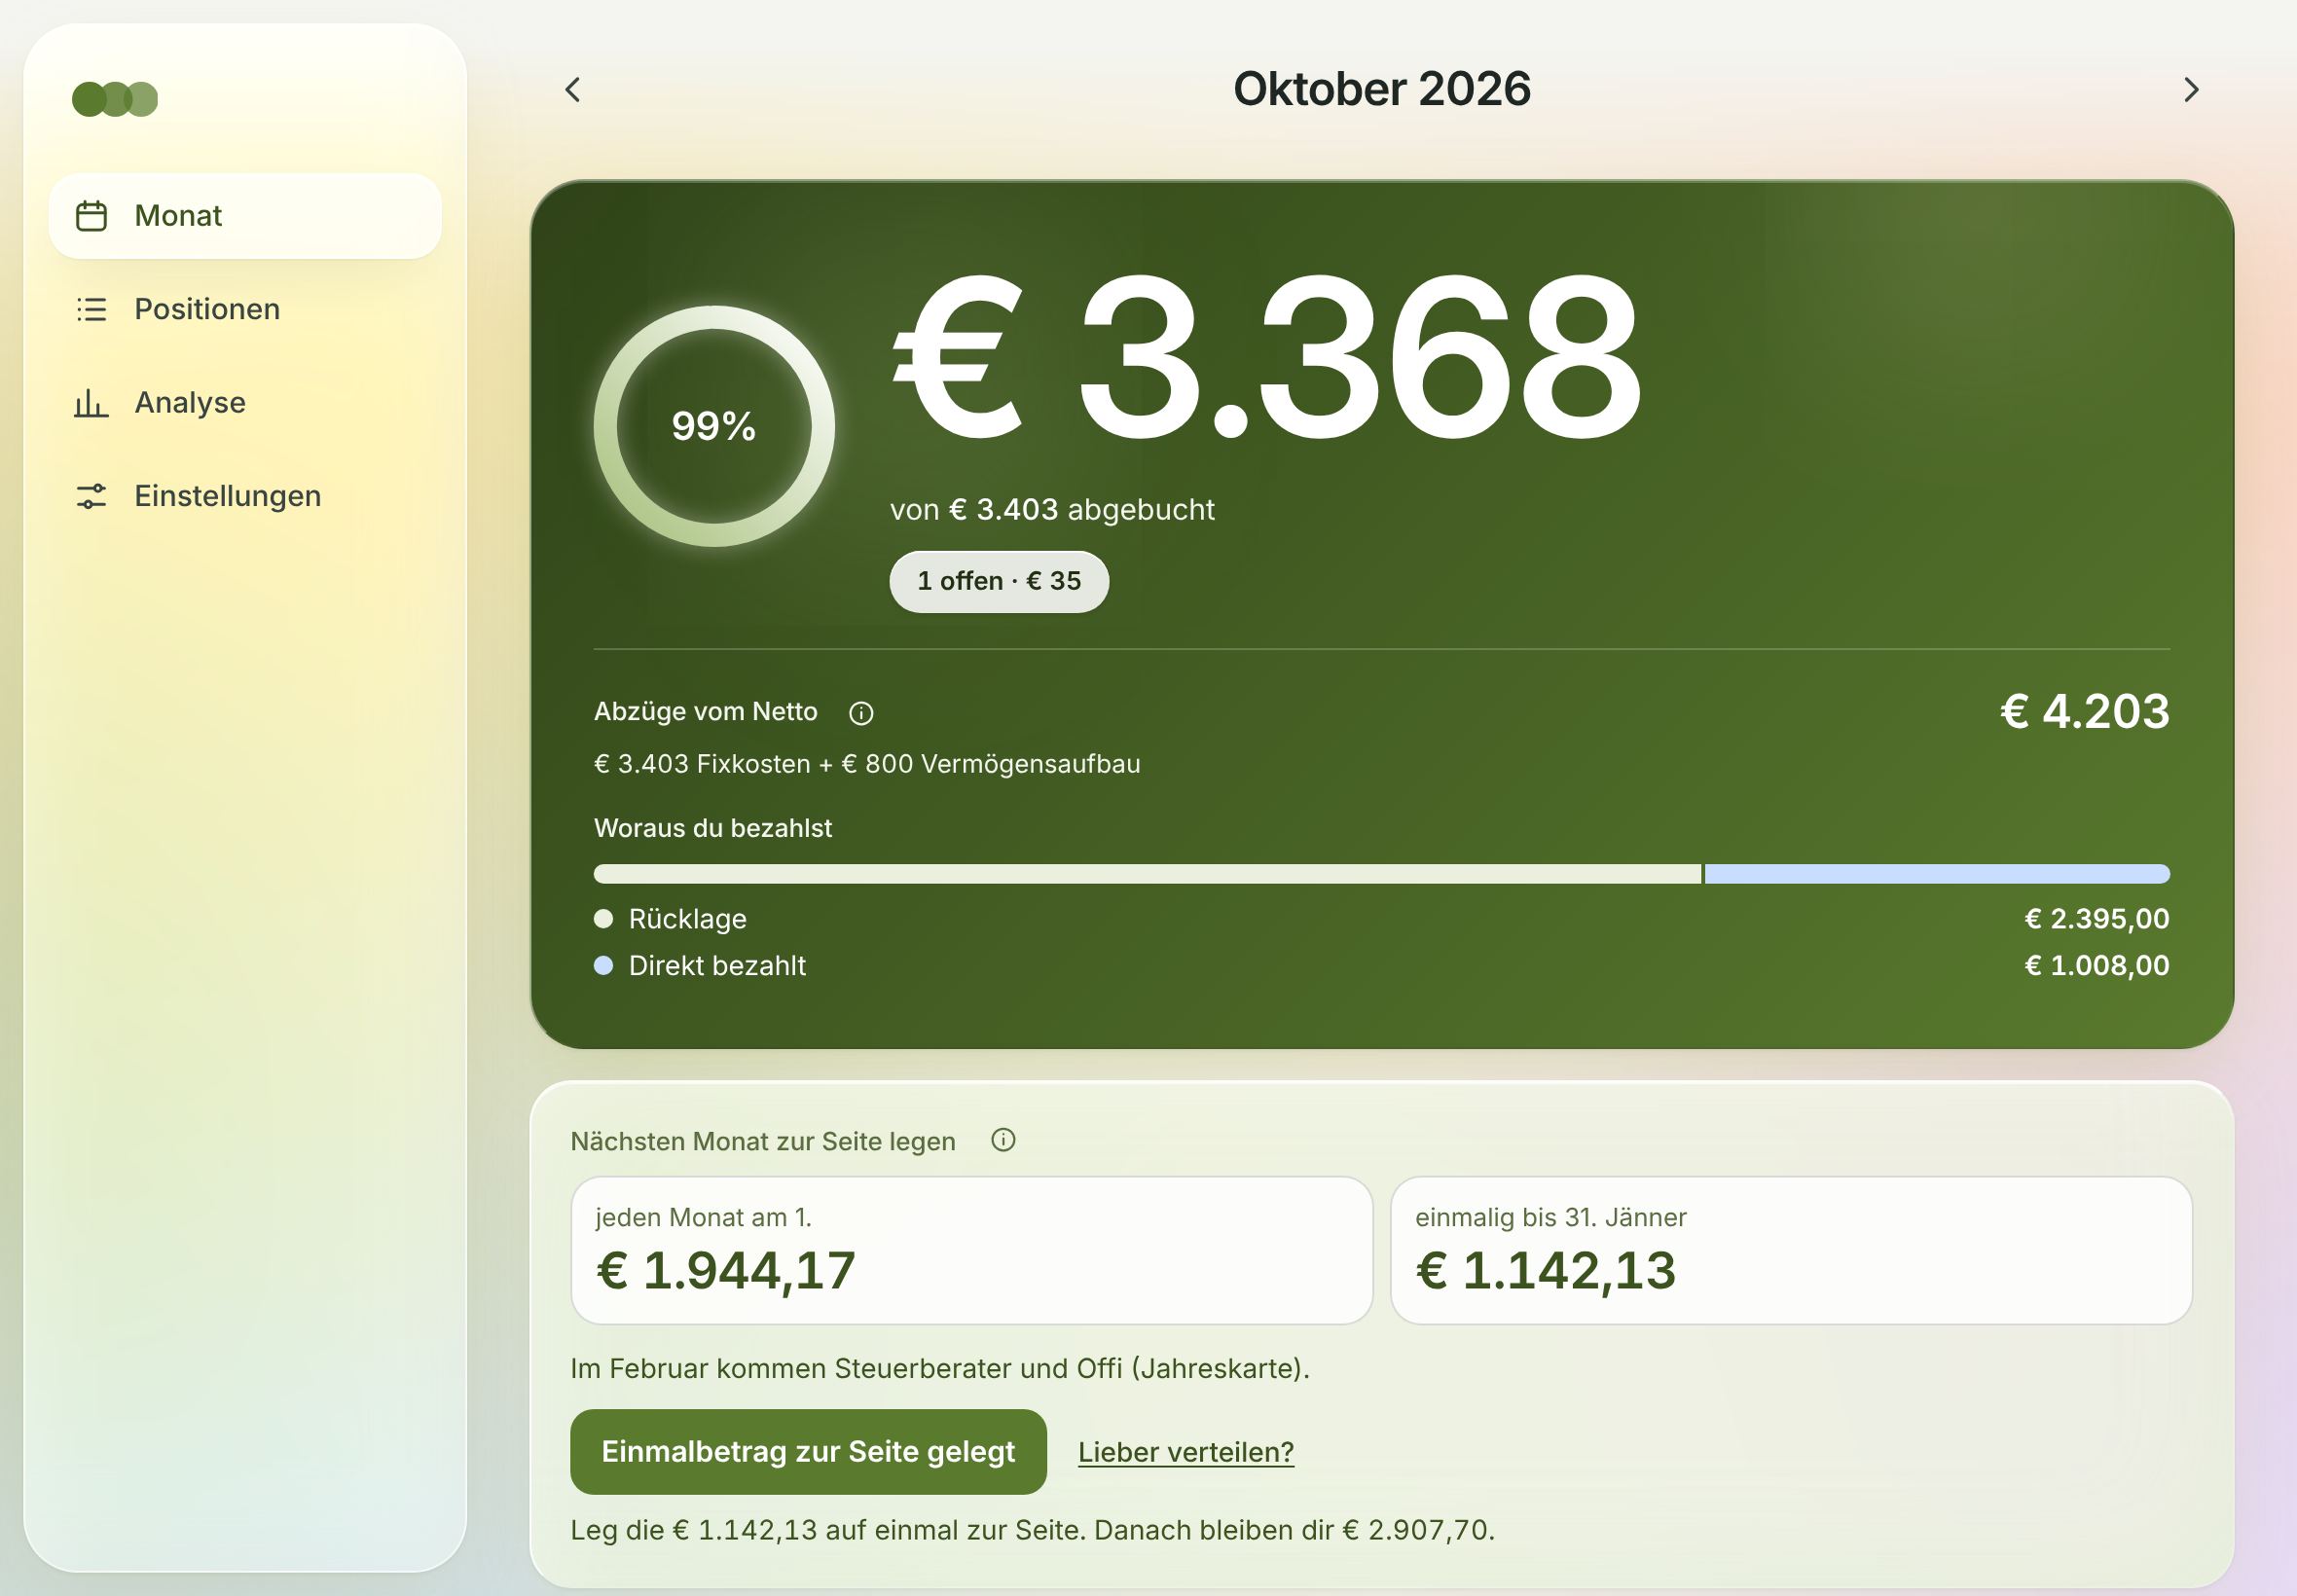 Oktober 2026
Monat
Positionen
Analyse
Einstellungen
99%
€ 3.368
von € 3.403 abgebucht
1 offen · € 35
Abzüge vom Netto
€ 4.203
€ 3.403 Fixkosten + € 800 Vermögensaufbau
Woraus du bezahlst
Rücklage
€ 2.395,00
Direkt bezahlt
€ 1.008,00
Nächsten Monat zur Seite legen
jeden Monat am 1.
€ 1.944,17
einmalig bis 31. Jänner
€ 1.142,13
Im Februar kommen Steuerberater und Offi (Jahreskarte).
Einmalbetrag zur Seite gelegt
Lieber verteilen?
Leg die € 1.142,13 auf einmal zur Seite. Danach bleiben dir € 2.907,70.